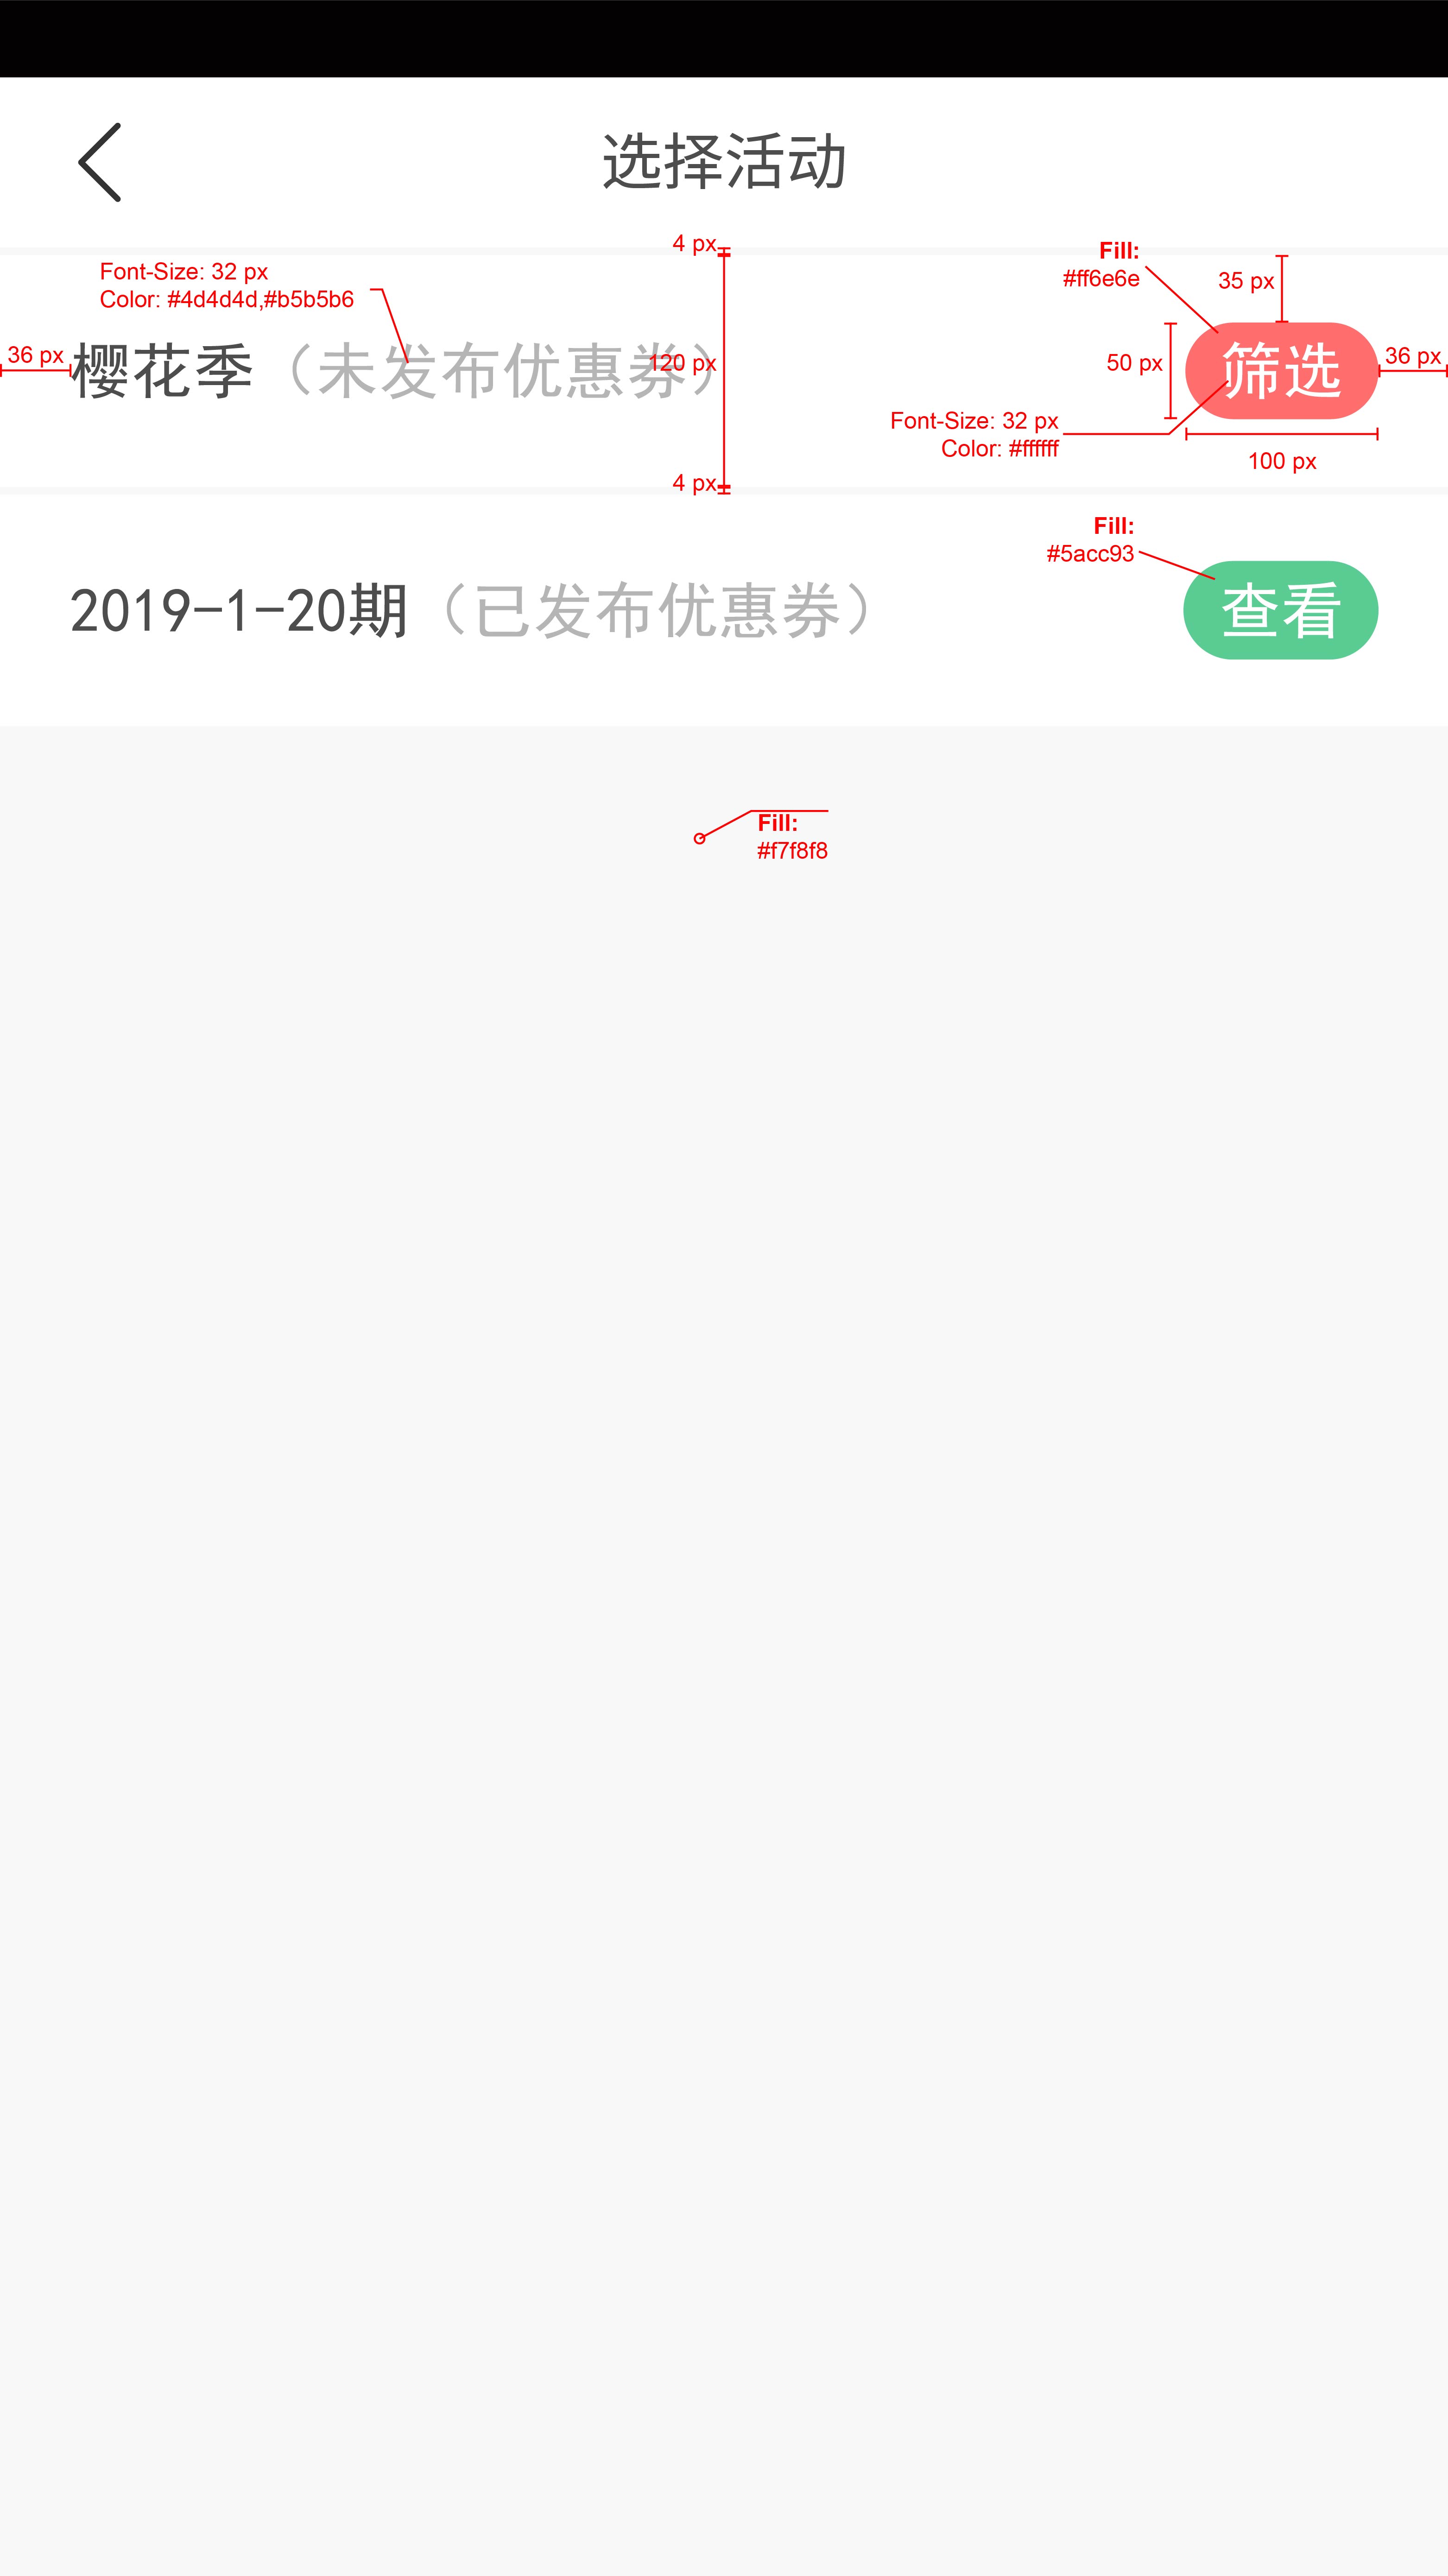 选择活动
4 px
Fill:
#ff6e6e
35 px
Font-Size: 32 px
Color: #4d4d4d,#b5b5b6
36 px
樱花季（未发布优惠券）
120 px
50 px
筛选
36 px
Font-Size: 32 px
Color: #ffffff
100 px
4 px
Fill:
#5acc93
2019-1-20期（已发布优惠券）
查看
Fill:
#f7f8f8